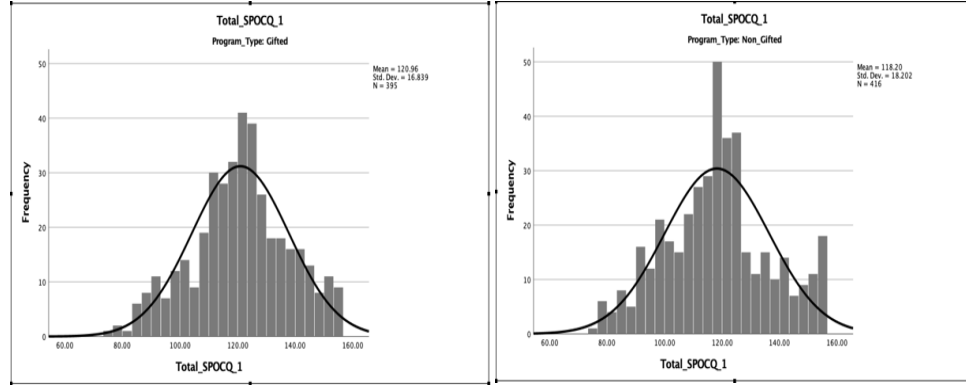 Total_SPOCQ_1
Program_Type: Gifted
Mean = 120.96
Std. Dev. = 16.839
N = 395
50
40
30
20
10
0
Frequency
60.00 80.00 100.00 120.00 140.00 160.00
Total_SPOCQ_1
Total_SPOCQ_1
Program_Type: Non_Gifted
Mean = 118.20
Std. Dev. = 18.202
N = 416
50
40
30
20
10
0
Frequency
60.00 80.00 100.00 120.00 140.00 160.00
Total_SPOCQ_1